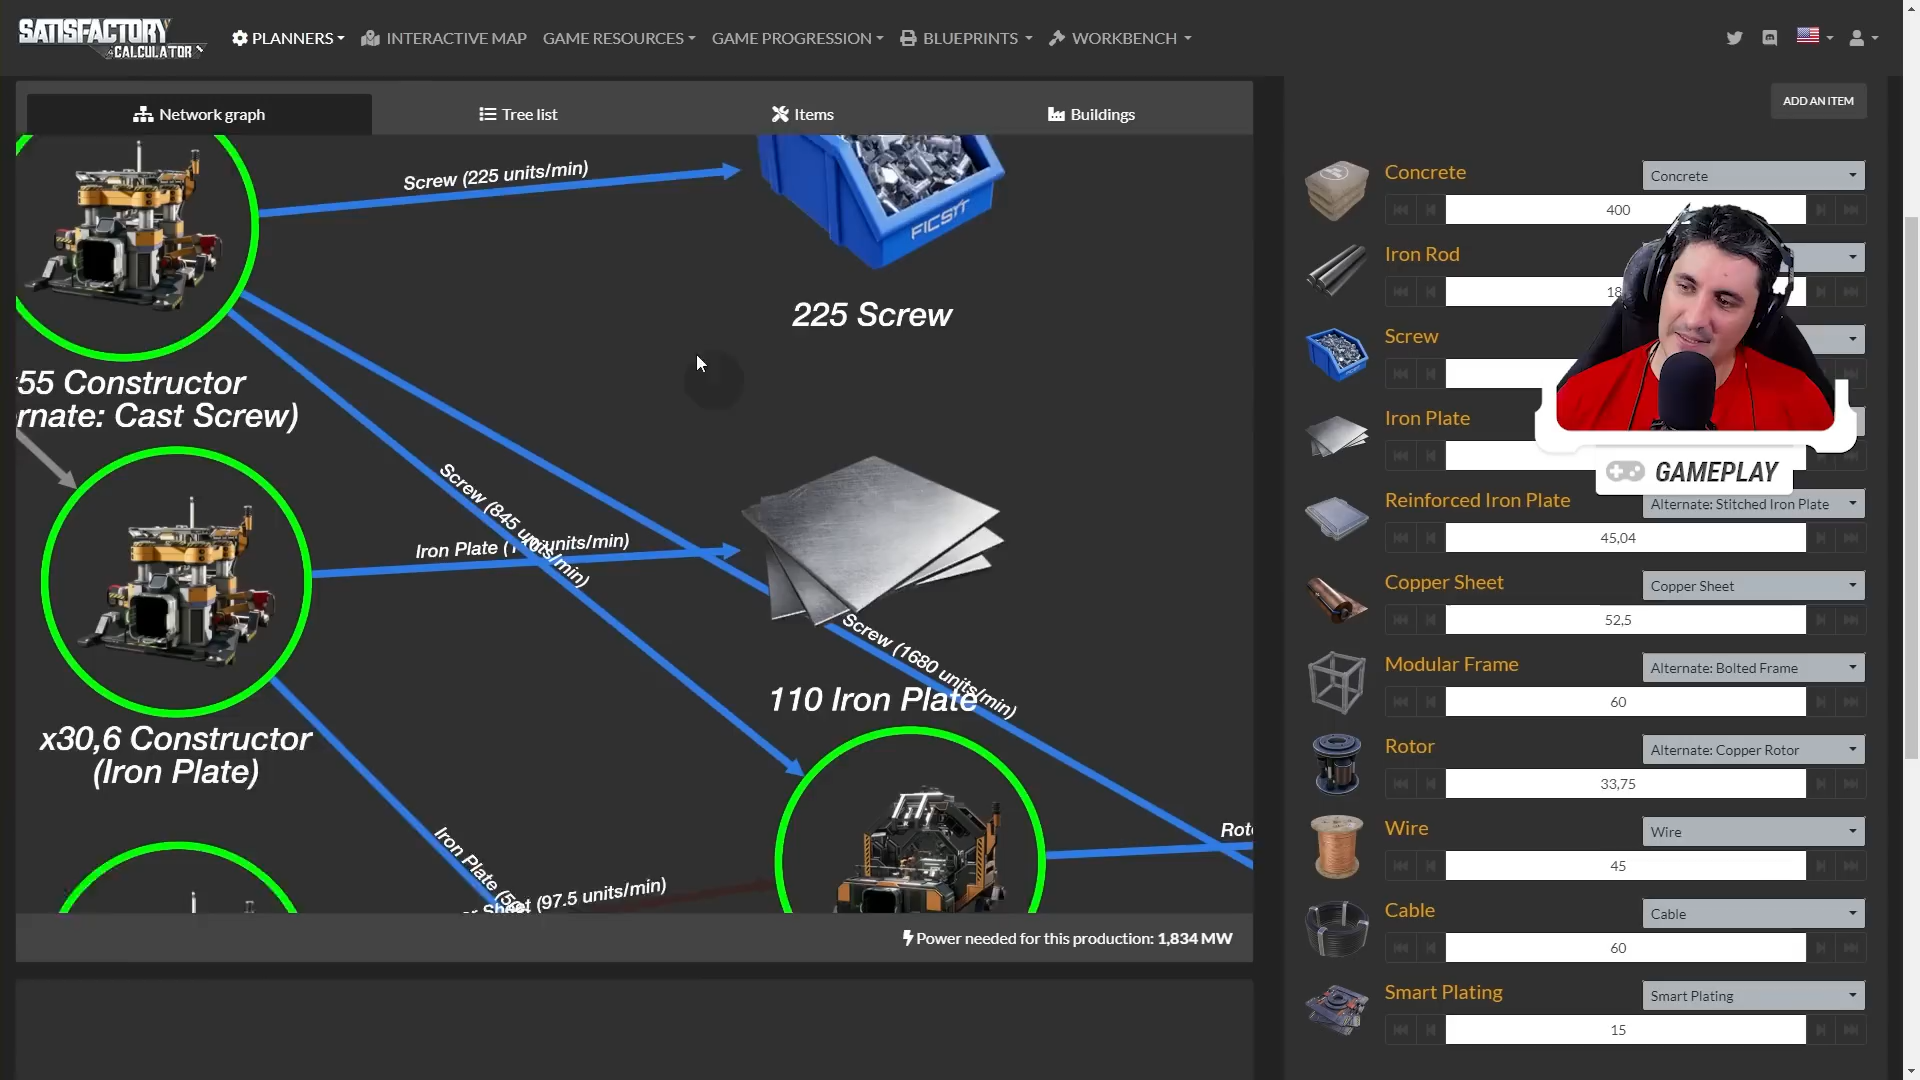 SATISFACTORY
CALCULATOR
PLANNERS
INTERACTIVE MAP
GAME RESOURCES
GAME PROGRESSION
BLUEPRINTS
WORKBENCH
Network graph
Tree list
Items
Buildings
ADD AN ITEM
Screw (225 units/min)
FICSIT
225 Screw
55 Constructor
rnate: Cast Screw)
Screw (845 units/min)
Iron Plate ( units/min)
Screw (1680 units/min)
110 Iron Plate
x30,6 Constructor
(Iron Plate)
Iron Plate
Sheet (97.5 units/min)
Power needed for this production: 1,834 MW
Concrete
Concrete
400
Iron Rod
18
Screw
Iron Plate
GAMEPLAY
Reinforced Iron Plate
Alternate: Stitched Iron Plate
45,04
Copper Sheet
Copper Sheet
52,5
Modular Frame
Alternate: Bolted Frame
60
Rotor
Alternate: Copper Rotor
33,75
Wire
Wire
45
Cable
Cable
60
Smart Plating
Smart Plating
15